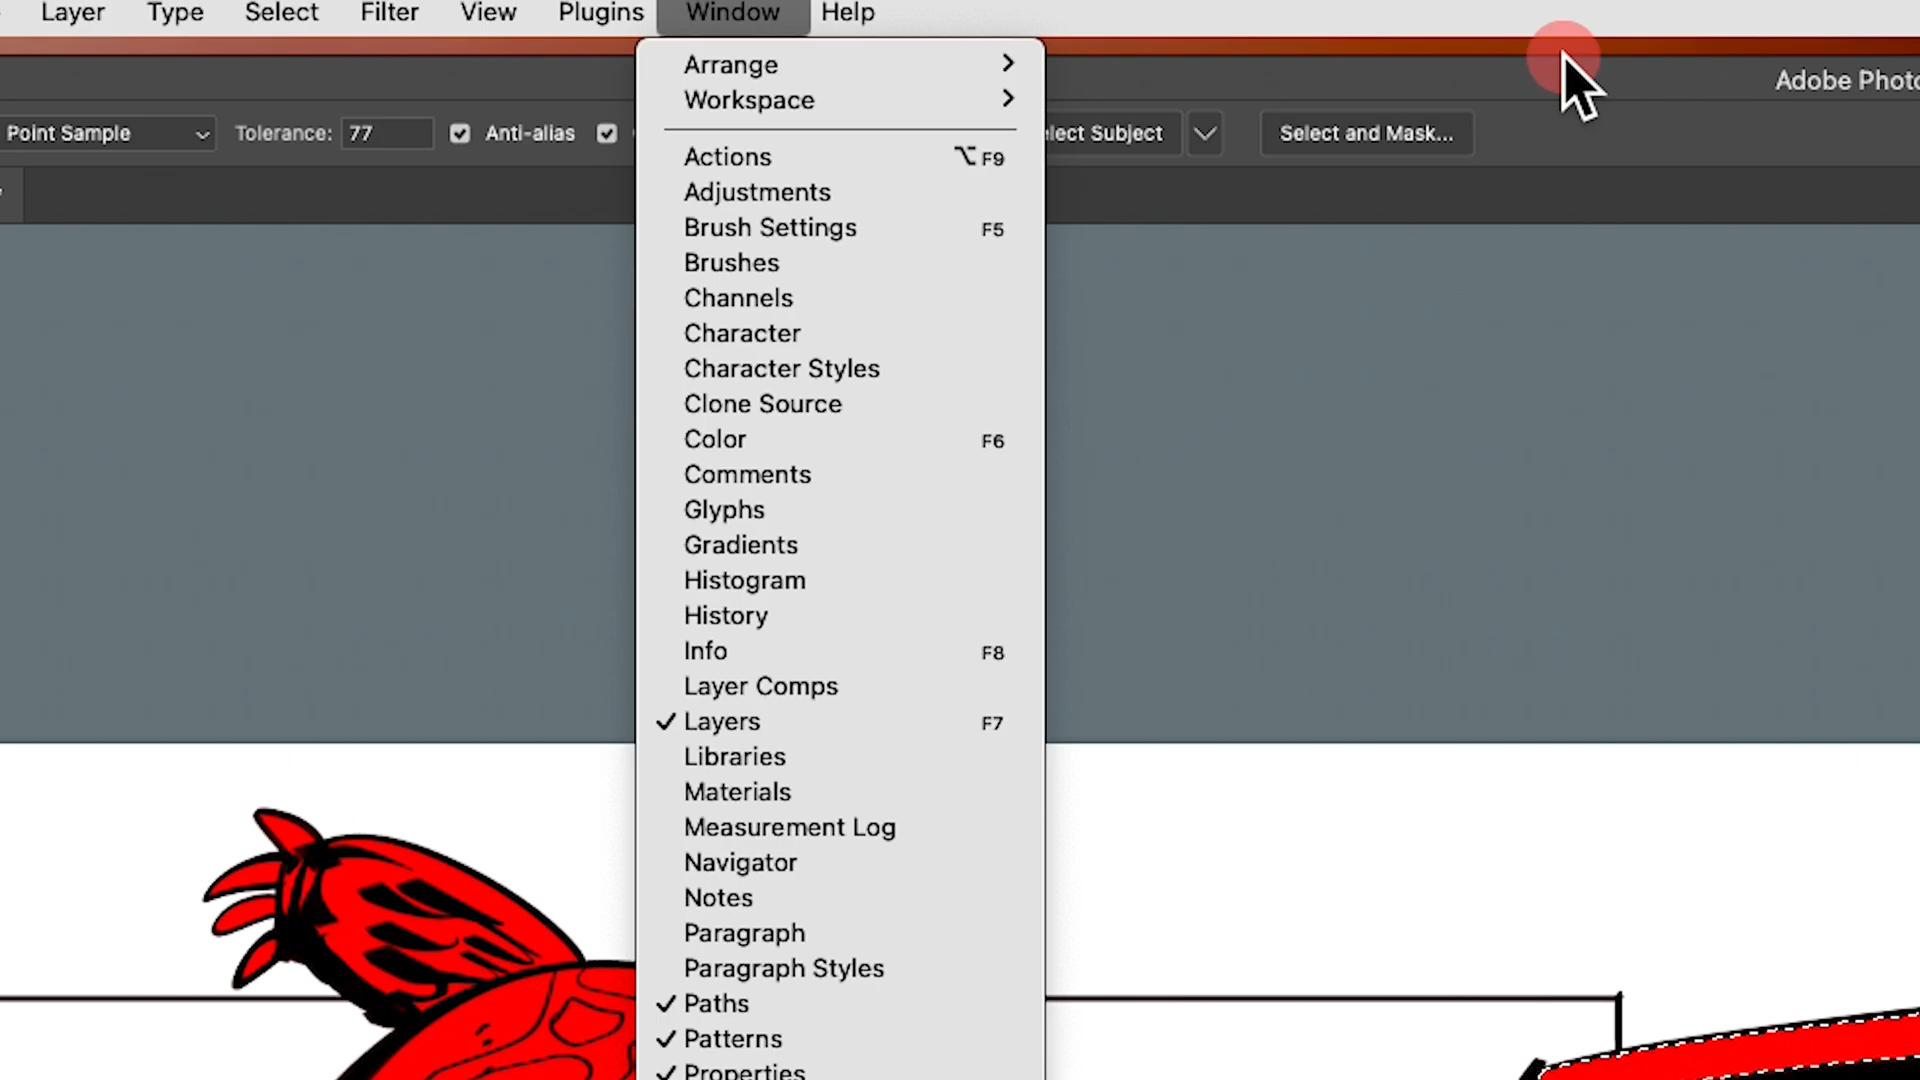 Layer Type Select Filter View Plugins Window Help
Adobe Photo
Point Sample Tolerance: 77 Anti-alias lect Subject Select and Mask...
Arrange
Workspace
Actions ⌥F9
Adjustments
Brush Settings F5
Brushes
Channels
Character
Character Styles
Clone Source
Color F6
Comments
Glyphs
Gradients
Histogram
History
Info F8
Layer Comps
✓ Layers F7
Libraries
Materials
Measurement Log
Navigator
Notes
Paragraph
Paragraph Styles
✓ Paths
✓ Patterns
✓ Properties